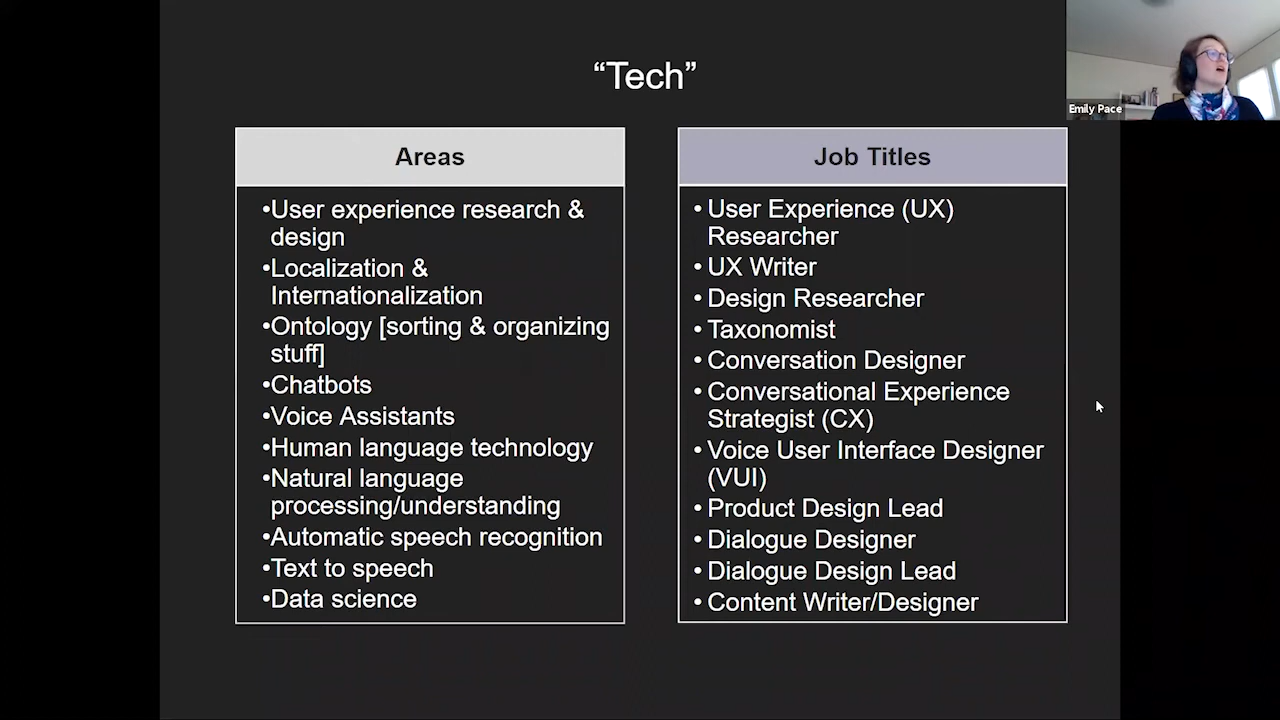 “Tech”
Emily Pace
Areas
•User experience research &
design
•Localization &
Internationalization
•Ontology [sorting & organizing
stuff]
•Chatbots
•Voice Assistants
•Human language technology
•Natural language
processing/understanding
•Automatic speech recognition
•Text to speech
•Data science
Job Titles
• User Experience (UX)
Researcher
• UX Writer
• Design Researcher
• Taxonomist
• Conversation Designer
• Conversational Experience
Strategist (CX)
• Voice User Interface Designer
(VUI)
• Product Design Lead
• Dialogue Designer
• Dialogue Design Lead
• Content Writer/Designer